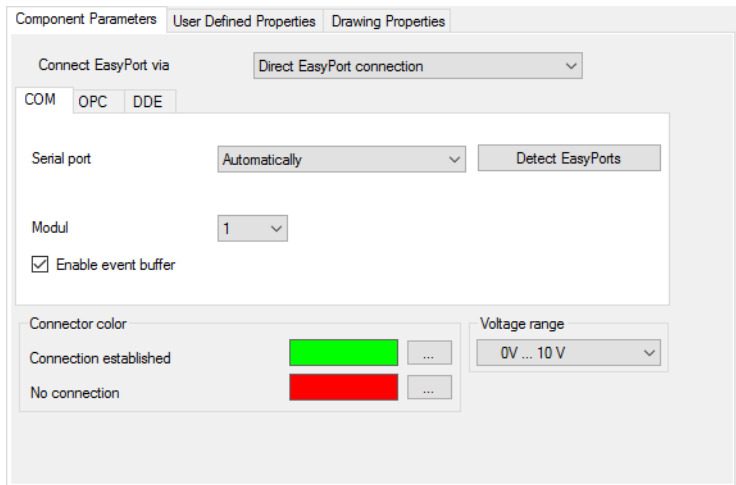 Component Parameters User Defined Properties Drawing Properties
Connect EasyPort via Direct EasyPort connection
COM OPC DDE
Serial port Automatically Detect EasyPorts
Modul 1
Enable event buffer
Connector color Voltage range
Connection established ... 0V ... 10 V
No connection ...